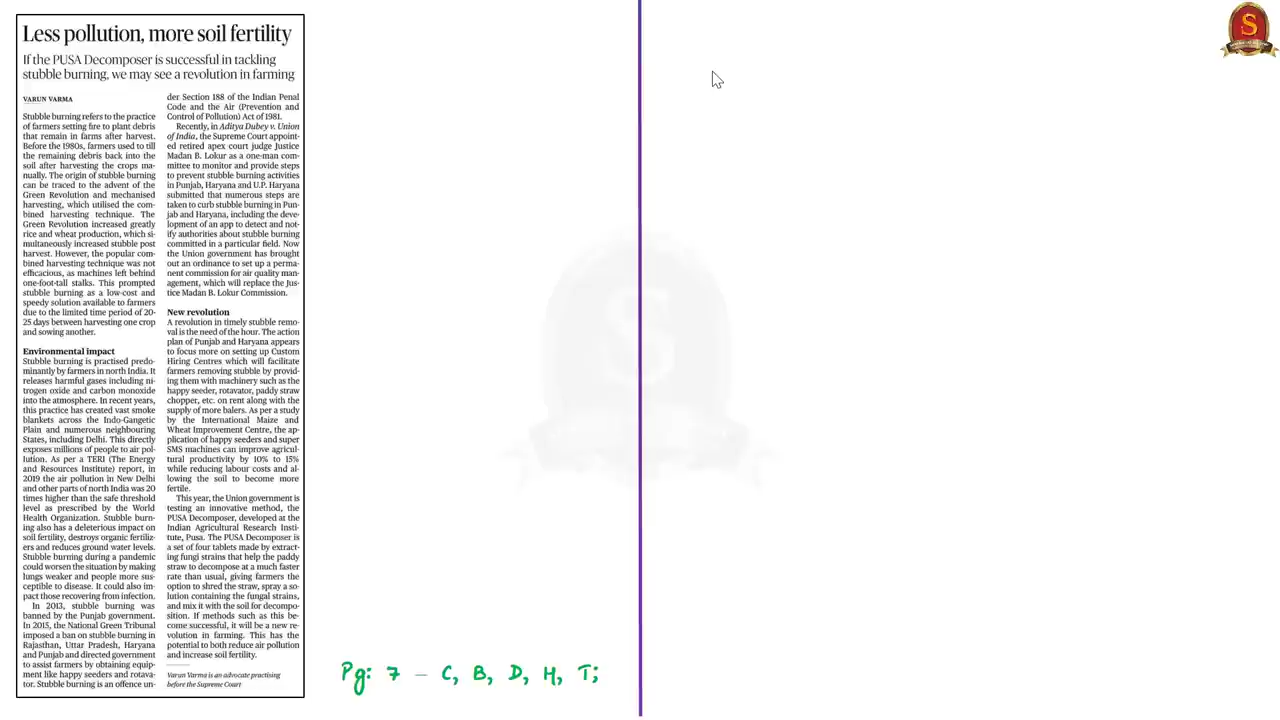 Less pollution, more soil fertility
If the PUSA Decomposer is successful in tackling
stubble burning, we may see a revolution in farming
VARUN VARMA
Stubble burning refers to the practice
of farmers setting fire to plant debris
that remain in farms after harvest.
Before the 1980s, farmers used to till
the remaining debris back into the
soil after harvesting the crops ma-
nually. The origin of stubble burning
can be traced to the advent of the
Green Revolution and mechanised
harvesting, which utilised the com-
bined harvesting technique. The
Green Revolution increased greatly
rice and wheat production, which si-
multaneously increased stubble post
harvest. However, the popular com-
bined harvesting technique was not
efficacious, as machines left behind
one-foot-tall stalks. This prompted
stubble burning as a low-cost and
speedy solution available to farmers
due to the limited time period of 20-
25 days between harvesting one crop
and sowing another.
Environmental impact
Stubble burning is practised predo-
minantly by farmers in north India. It
releases harmful gases including ni-
trogen oxide and carbon monoxide
into the atmosphere. In recent years,
this practice has created vast smoke
blankets across the Indo-Gangetic
Plain and numerous neighbouring
States, including Delhi. This directly
exposes millions of people to air pol-
lution. As per a TERI (The Energy
and Resources Institute) report, in
2019 the air pollution in New Delhi
and other parts of north India was 20
times higher than the safe threshold
level as prescribed by the World
Health Organization. Stubble burn-
ing also has a deleterious impact on
soil fertility, destroys organic fertiliz-
ers and reduces ground water levels.
Stubble burning during a pandemic
could worsen the situation by making
lungs weaker and people more sus-
ceptible to disease. It could also im-
pact those recovering from infection.
In 2013, stubble burning was
banned by the Punjab government.
In 2015, the National Green Tribunal
imposed a ban on stubble burning in
Rajasthan, Uttar Pradesh, Haryana
and Punjab and directed government
to assist farmers by obtaining equip-
ment like happy seeders and rotava-
tor. Stubble burning is an offence un-
der Section 188 of the Indian Penal
Code and the Air (Prevention and
Control of Pollution) Act of 1981.
Recently, in Aditya Dubey v. Union
of India, the Supreme Court appoint-
ed retired apex court judge Justice
Madan B. Lokur as a one-man com-
mittee to monitor and provide steps
to prevent stubble burning activities
in Punjab, Haryana and U.P. Haryana
submitted that numerous steps are
taken to curb stubble burning in Pun-
jab and Haryana, including the deve-
lopment of an app to detect and not-
ify authorities about stubble burning
committed in a particular field. Now
the Union government has brought
out an ordinance to set up a perma-
nent commission for air quality man-
agement, which will replace the Jus-
tice Madan B. Lokur Commission.
New revolution
A revolution in timely stubble remo-
val is the need of the hour. The action
plan of Punjab and Haryana appears
to focus more on setting up Custom
Hiring Centres which will facilitate
farmers removing stubble by provid-
ing them with machinery such as the
happy seeder, rotavator, paddy straw
chopper, etc. on rent along with the
supply of more balers. As per a study
by the International Maize and
Wheat Improvement Centre, the ap-
plication of happy seeders and super
SMS machines can improve agricul-
tural productivity by 10% to 15%
while reducing labour costs and al-
lowing the soil to become more
fertile.
This year, the Union government is
testing an innovative method, the
PUSA Decomposer, developed at the
Indian Agricultural Research Insti-
tute, Pusa. The PUSA Decomposer is
a set of four tablets made by extract-
ing fungi strains that help the paddy
straw to decompose at a much faster
rate than usual, giving farmers the
option to shred the straw, spray a so-
lution containing the fungal strains,
and mix it with the soil for decompo-
sition. If methods such as this be-
come successful, it will be a new re-
volution in farming. This has the
potential to both reduce air pollution
and increase soil fertility.
Varun Varma is an advocate practising
before the Supreme Court
Pg: 7 – C, B, D, H, T;
S
S